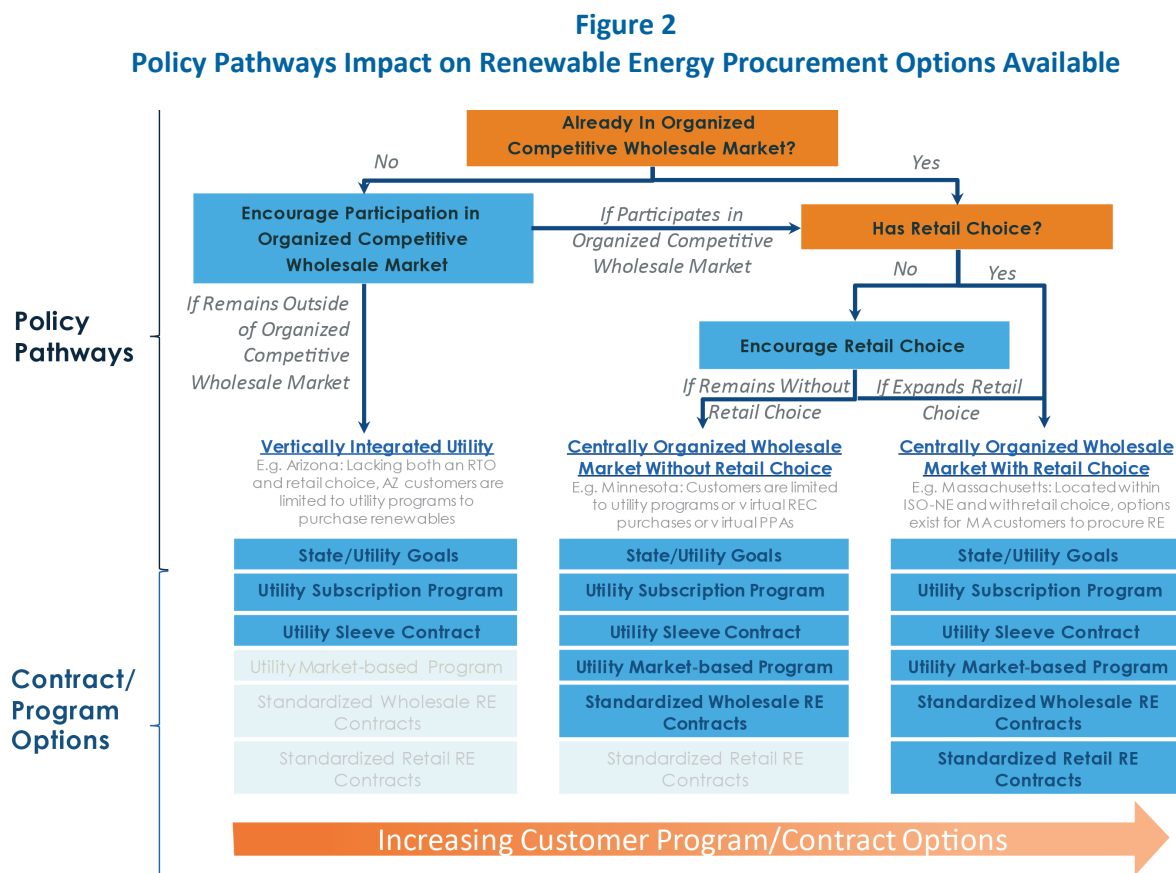 Figure 2
Policy Pathways Impact on Renewable Energy Procurement Options Available
Already In Organized
Competitive Wholesale Market?
No
Yes
Encourage Participation in
Organized Competitive
Wholesale Market
If Participates in
Organized Competitive
Wholesale Market
Has Retail Choice?
No
Yes
If Remains Outside
of Organized
Competitive
Wholesale Market
Policy
Pathways
Encourage Retail Choice
If Remains Without
Retail Choice
If Expands Retail
Choice
Vertically Integrated Utility
E.g. Arizona: Lacking both an RTO
and retail choice, AZ customers are
limited to utility programs to
purchase renewables
Centrally Organized Wholesale
Market Without Retail Choice
E.g. Minnesota: Customers are limited
to utility programs or virtual REC
purchases or virtual PPAs
Centrally Organized Wholesale
Market With Retail Choice
E.g. Massachusetts: Located within
ISO-NE and with retail choice, options
exist for MA customers to procure RE
Contract/
Program
Options
State/Utility Goals
Utility Subscription Program
Utility Sleeve Contract
Utility Market-based Program
Standardized Wholesale RE
Contracts
Standardized Retail RE
Contracts
State/Utility Goals
Utility Subscription Program
Utility Sleeve Contract
Utility Market-based Program
Standardized Wholesale RE
Contracts
Standardized Retail RE
Contracts
State/Utility Goals
Utility Subscription Program
Utility Sleeve Contract
Utility Market-based Program
Standardized Wholesale RE
Contracts
Standardized Retail RE
Contracts
Increasing Customer Program/Contract Options